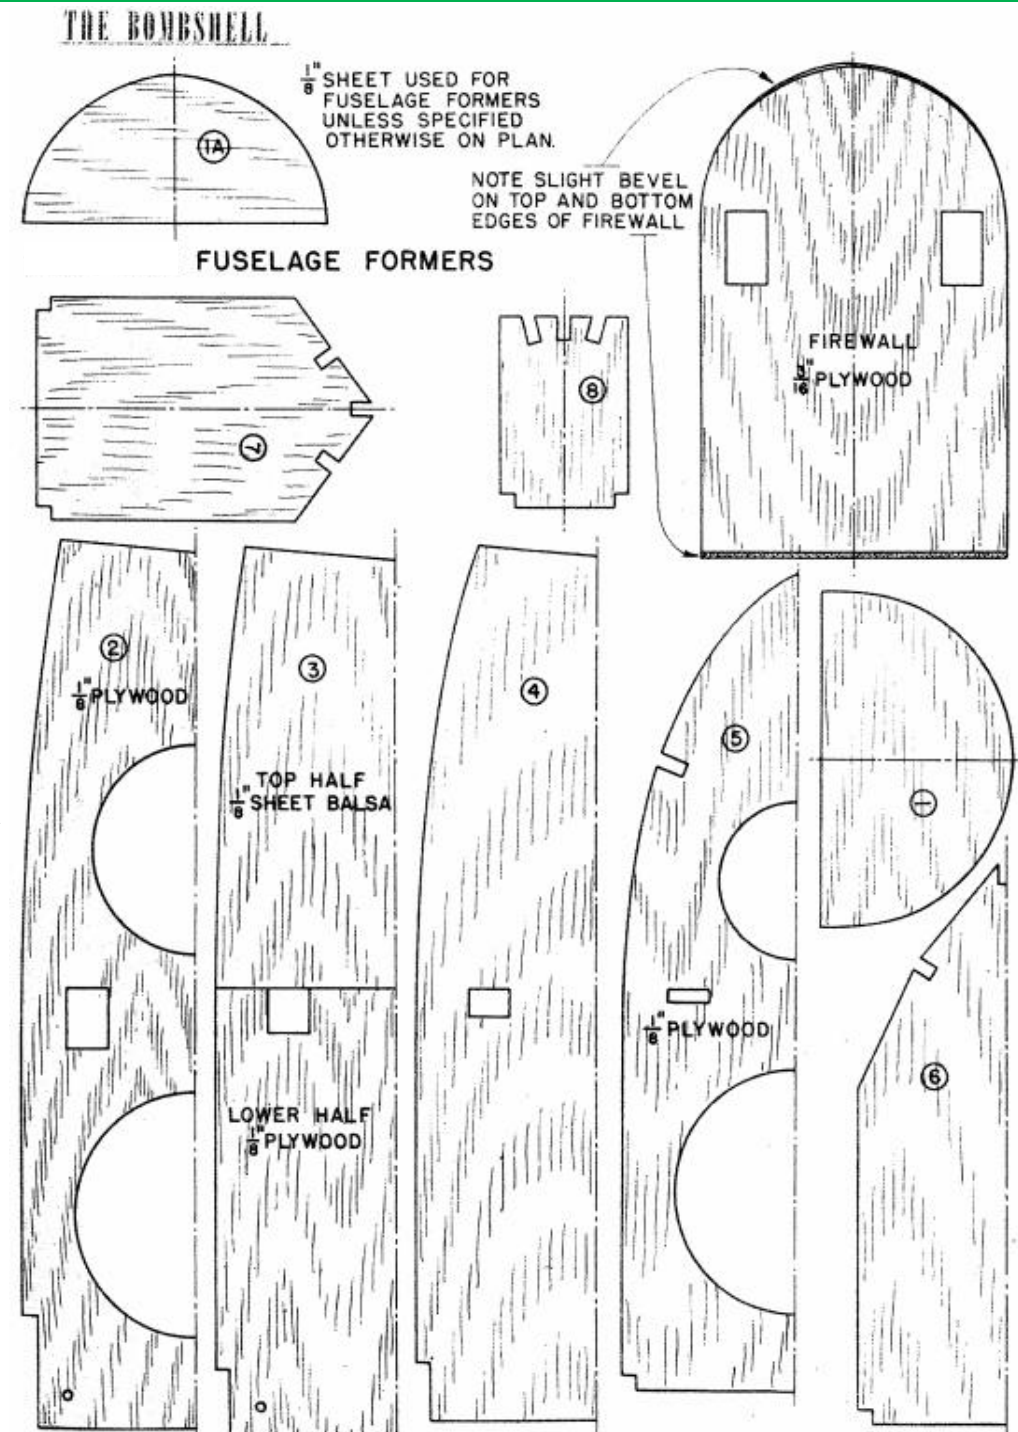 THE BOMBSHELL
1/8" SHEET USED FOR
FUSELAGE FORMERS
UNLESS SPECIFIED
OTHERWISE ON PLAN.
1A
NOTE SLIGHT BEVEL
ON TOP AND BOTTOM
EDGES OF FIREWALL
FUSELAGE FORMERS
FIREWALL
3/16" PLYWOOD
8
7
2
1/8" PLYWOOD
3
TOP HALF
1/8" SHEET BALSA
LOWER HALF
1/8" PLYWOOD
4
5
1/8" PLYWOOD
1
6